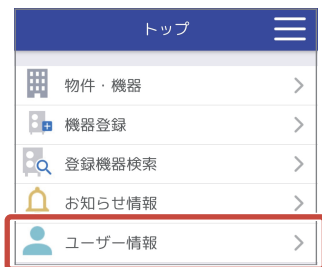 トップ
物件・機器
機器登録
登録機器検索
お知らせ情報
ユーザー情報